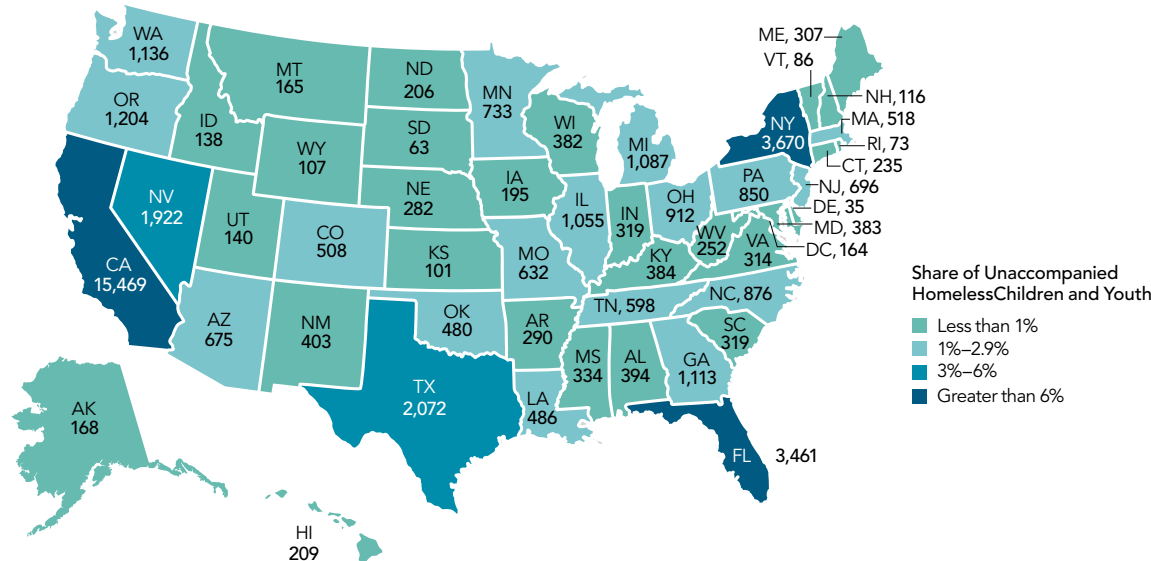 WA
1,136
OR
1,204
CA
15,469
NV
1,922
ID
138
MT
165
WY
107
UT
140
AZ
675
CO
508
NM
403
ND
206
SD
63
NE
282
KS
101
OK
480
TX
2,072
MN
733
IA
195
MO
632
AR
290
LA
486
WI
382
IL
1,055
MI
1,087
IN
319
OH
912
KY
384
TN, 598
MS
334
AL
394
GA
1,113
FL
3,461
SC
319
NC, 876
VA
314
WV
252
PA
850
NY
3,670
ME, 307
VT, 86
NH, 116
MA, 518
RI, 73
CT, 235
NJ, 696
DE, 35
MD, 383
DC, 164
AK
168
HI
209
Share of Unaccompanied
HomelessChildren and Youth
Less than 1%
1%–2.9%
3%–6%
Greater than 6%